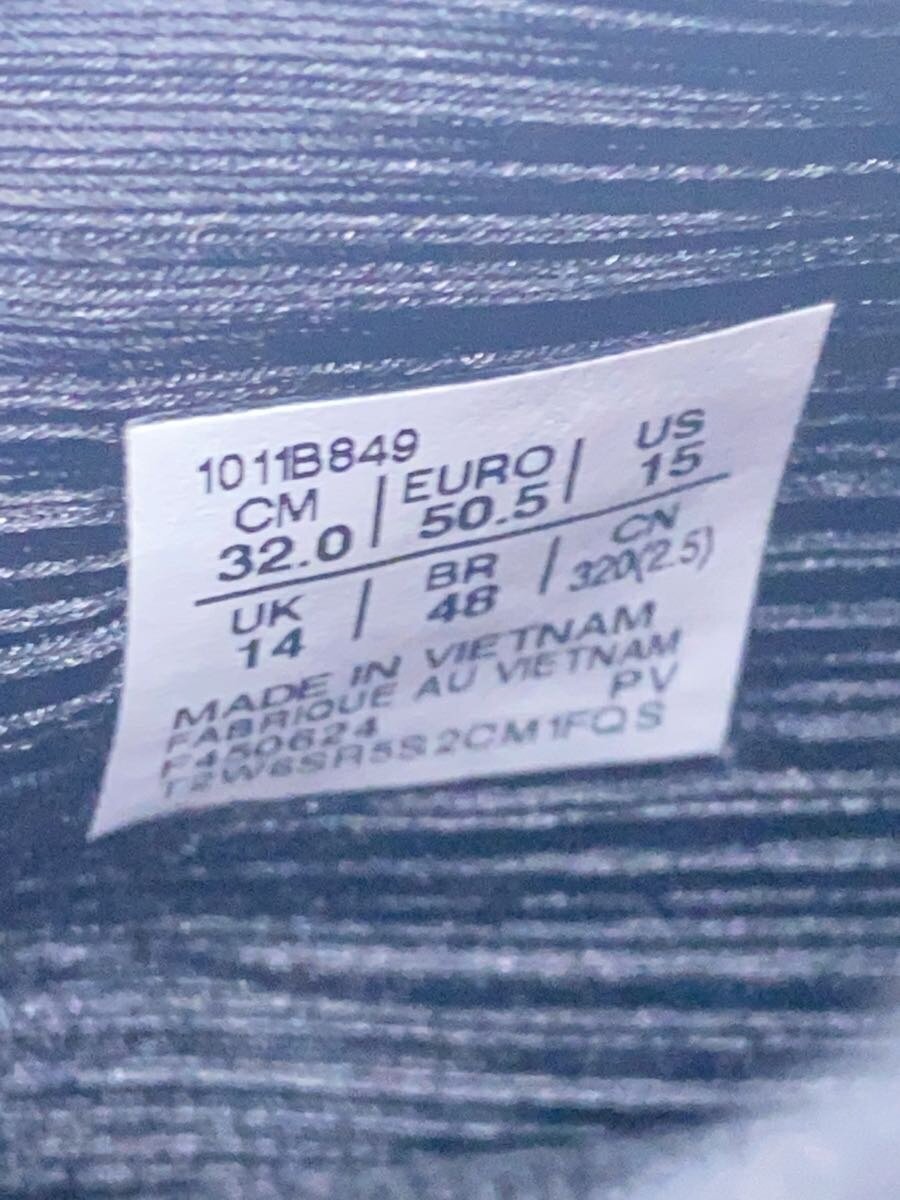 1011B849
CM | EURO | US
32.0 | 50.5 | 15
UK / BR / CN
14 / 48 / 320(2.5)
MADE IN VIETNAM
FABRIQUE AU VIETNAM
F450624 PV
T2W6SR5S2CM1FQS